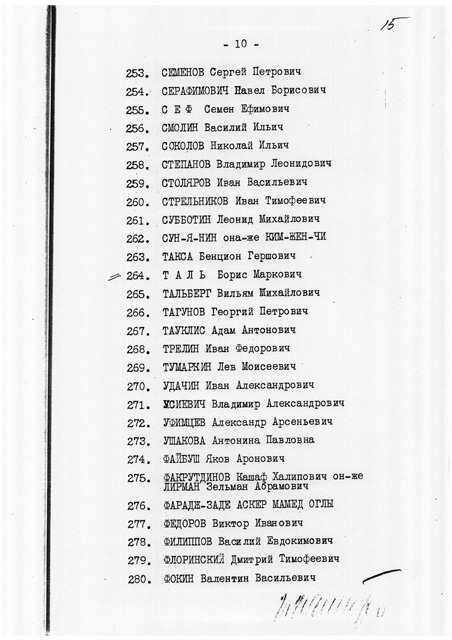 15
- 10 -
253. СЕМЕНОВ Сергей Петрович
254. СЕРАФИМОВИЧ Павел Борисович
255. С Е Ф Семен Ефимович
256. СМОЛИН Василий Ильич
257. СОКОЛОВ Николай Ильич
258. СТЕПАНОВ Владимир Леонидович
259. СТОЛЯРОВ Иван Васильевич
260. СТРЕЛЬНИКОВ Иван Тимофеевич
261. СУББОТИН Леонид Михайлович
262. СУН-Я-НИН она-же КИМ-ЖЕН-ЧИ
263. ТАКСА Бенцион Гершович
264. Т А Л Ь Борис Маркович
265. ТАЛЬБЕРГ Вильям Михайлович
266. ТАГУНОВ Георгий Петрович
267. ТАУКЛИС Адам Антонович
268. ТРЕЛИН Иван Федорович
269. ТУМАРКИН Лев Моисеевич
270. УДАЧИН Иван Александрович
271. УСИЕВИЧ Владимир Александрович
272. УФИМЦЕВ Александр Арсеньевич
273. УШАКОВА Антонина Павловна
274. ФАЙБУШ Яков Аронович
275. ФАКРУТДИНОВ Кашаф Халипович он-же
ЛИРМАН Зельман Абрамович
276. ФАРАДЖ-ЗАДЕ АСКЕР МАМЕД ОГЛЫ
277. ФЕДОРОВ Виктор Иванович
278. ФИЛИППОВ Василий Евдокимович
279. ФЛОРИНСКИЙ Дмитрий Тимофеевич
280. ФОКИН Валентин Васильевич